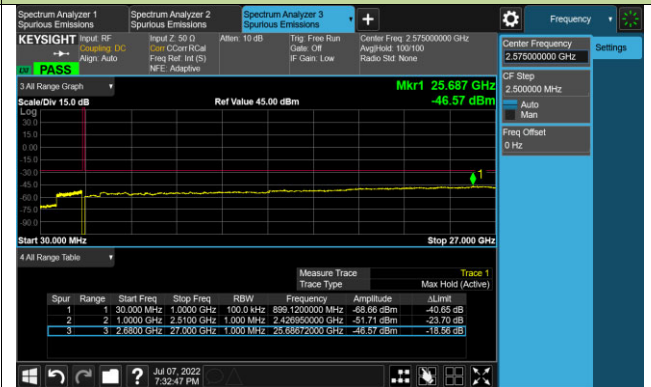 Spectrum Analyzer 1
Spurious Emissions
Spectrum Analyzer 2
Spurious Emissions
Spectrum Analyzer 3
Spurious Emissions
+
Frequency
KEYSIGHT
Input: RF
Coupling: DC
Align: Auto
Input Z: 50 Ω
Corr CCorr RCal
Freq Ref: Int (S)
NFE: Adaptive
Atten: 10 dB
Trig: Free Run
Gate: Off
IF Gain: Low
Center Freq: 2.575000000 GHz
Avg|Hold: 100/100
Radio Std: None
PASS
3 All Range Graph
Mkr1 25.687 GHz
-46.57 dBm
Scale/Div 15.0 dB
Ref Value 45.00 dBm
Log
30.0
15.0
0.00
-15.0
-30.0
-45.0
-60.0
-75.0
-90.0
1
Start 30.000 MHz
Stop 27.000 GHz
4 All Range Table
Measure Trace Trace 1
Trace Type Max Hold (Active)
Spur Range Start Freq Stop Freq RBW Frequency Amplitude ΔLimit
1 1 30.000 MHz 1.0000 GHz 100.0 kHz 899.1200000 MHz -68.66 dBm -40.65 dB
2 2 1.0000 GHz 2.5100 GHz 1.000 MHz 2.426950000 GHz -51.71 dBm -23.70 dB
3 3 2.6800 GHz 27.000 GHz 1.000 MHz 25.68672000 GHz -46.57 dBm -18.56 dB
Center Frequency
2.575000000 GHz
Settings
CF Step
2.500000 MHz
Auto
Man
Freq Offset
0 Hz
?
Jul 07, 2022
7:32:47 PM